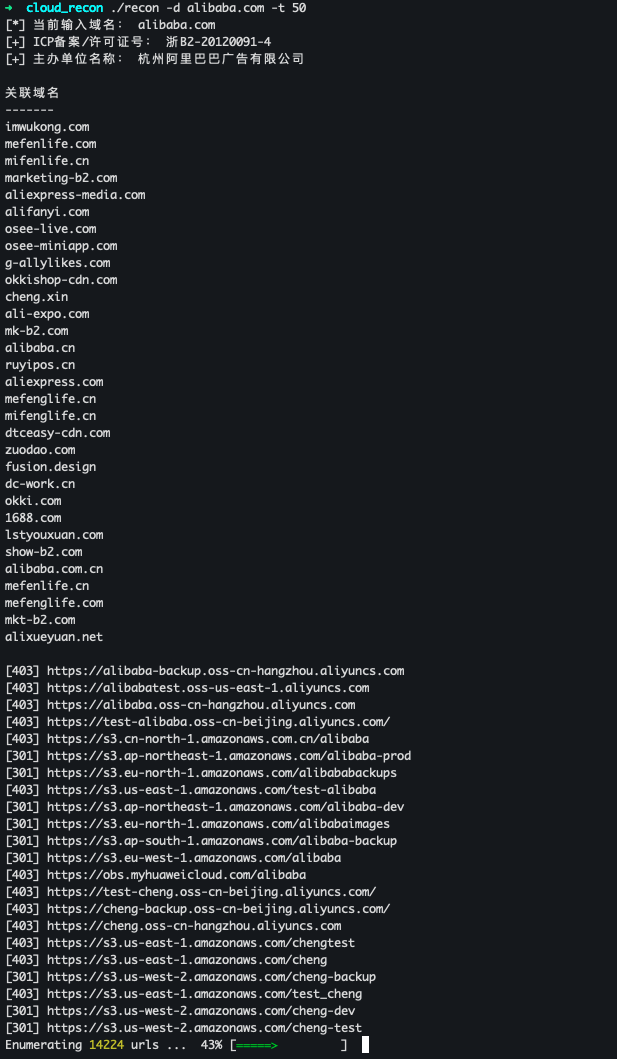 ➜ cloud_recon ./recon -d alibaba.com -t 50
[*] 当前输入域名： alibaba.com
[+] ICP备案/许可证号： 浙B2-20120091-4
[+] 主办单位名称： 杭州阿里巴巴广告有限公司
关联域名
-------
imwukong.com
mefenlife.com
mifenlife.cn
marketing-b2.com
aliexpress-media.com
alifanyi.com
osee-live.com
osee-miniapp.com
g-allylikes.com
okkishop-cdn.com
cheng.xin
ali-expo.com
mk-b2.com
alibaba.cn
ruyipos.cn
aliexpress.com
mefenglife.cn
mifenglife.cn
dtceasy-cdn.com
zuodao.com
fusion.design
dc-work.cn
okki.com
1688.com
lstyouxuan.com
show-b2.com
alibaba.com.cn
mefenlife.cn
mefenglife.com
mkt-b2.com
alixueyuan.net
[403] https://alibaba-backup.oss-cn-hangzhou.aliyuncs.com
[403] https://alibabatest.oss-us-east-1.aliyuncs.com
[403] https://alibaba.oss-cn-hangzhou.aliyuncs.com
[403] https://test-alibaba.oss-cn-beijing.aliyuncs.com/
[403] https://s3.cn-north-1.amazonaws.com.cn/alibaba
[301] https://s3.ap-northeast-1.amazonaws.com/alibaba-prod
[301] https://s3.eu-north-1.amazonaws.com/alibababackups
[403] https://s3.us-east-1.amazonaws.com/test-alibaba
[301] https://s3.ap-northeast-1.amazonaws.com/alibaba-dev
[301] https://s3.eu-north-1.amazonaws.com/alibabaimages
[301] https://s3.ap-south-1.amazonaws.com/alibaba-backup
[301] https://s3.eu-west-1.amazonaws.com/alibaba
[403] https://obs.myhuaweicloud.com/alibaba
[403] https://test-cheng.oss-cn-beijing.aliyuncs.com/
[403] https://cheng-backup.oss-cn-beijing.aliyuncs.com/
[403] https://cheng.oss-cn-hangzhou.aliyuncs.com
[403] https://s3.us-east-1.amazonaws.com/chengtest
[403] https://s3.us-east-1.amazonaws.com/cheng
[301] https://s3.us-west-2.amazonaws.com/cheng-backup
[403] https://s3.us-east-1.amazonaws.com/test_cheng
[301] https://s3.us-west-2.amazonaws.com/cheng-dev
[301] https://s3.us-west-2.amazonaws.com/cheng-test
Enumerating 14224 urls ... 43% [=====> ]